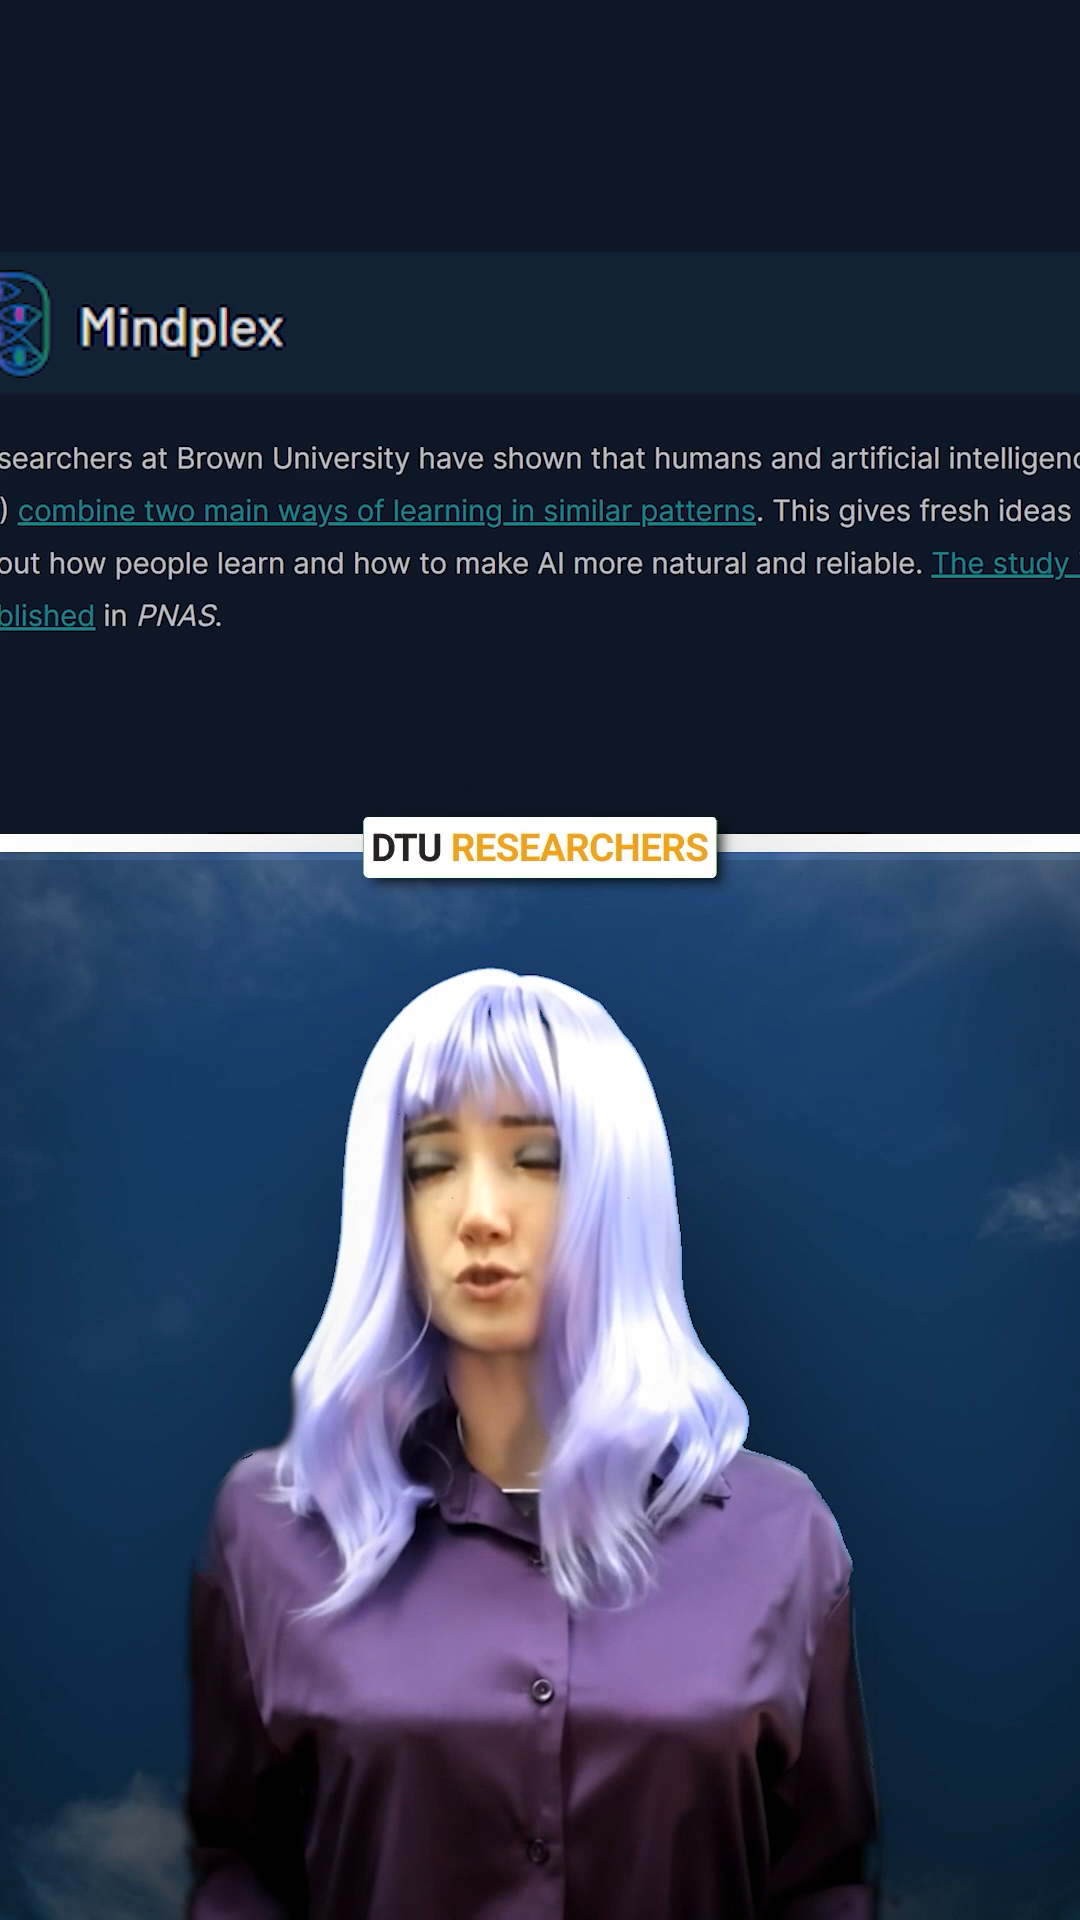 Mindplex
searchers at Brown University have shown that humans and artificial intelligenc
) combine two main ways of learning in similar patterns. This gives fresh ideas
out how people learn and how to make AI more natural and reliable. The study
blished in PNAS.
DTU RESEARCHERS